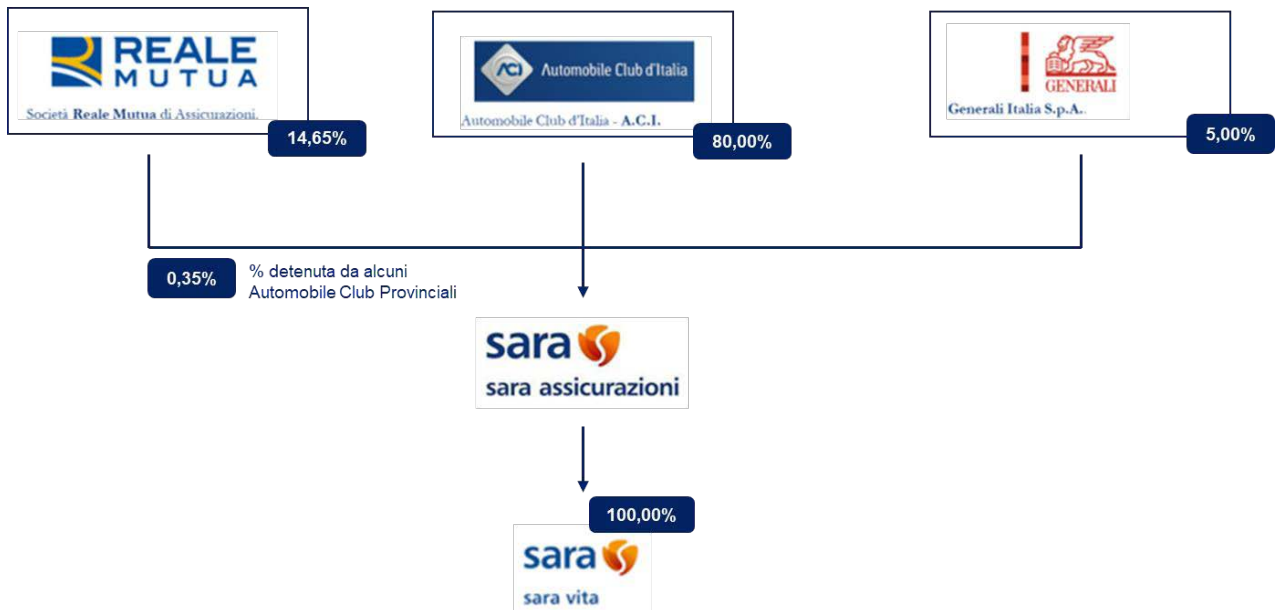 REALE
MUTUA
Società Reale Mutua di Assicurazioni.
14,65%
ACI
Automobile Club d'Italia
Automobile Club d'Italia - A.C.I.
80,00%
GENERALI
Generali Italia S.p.A.
5,00%
0,35%
% detenuta da alcuni
Automobile Club Provinciali
sara
sara assicurazioni
100,00%
sara
sara vita